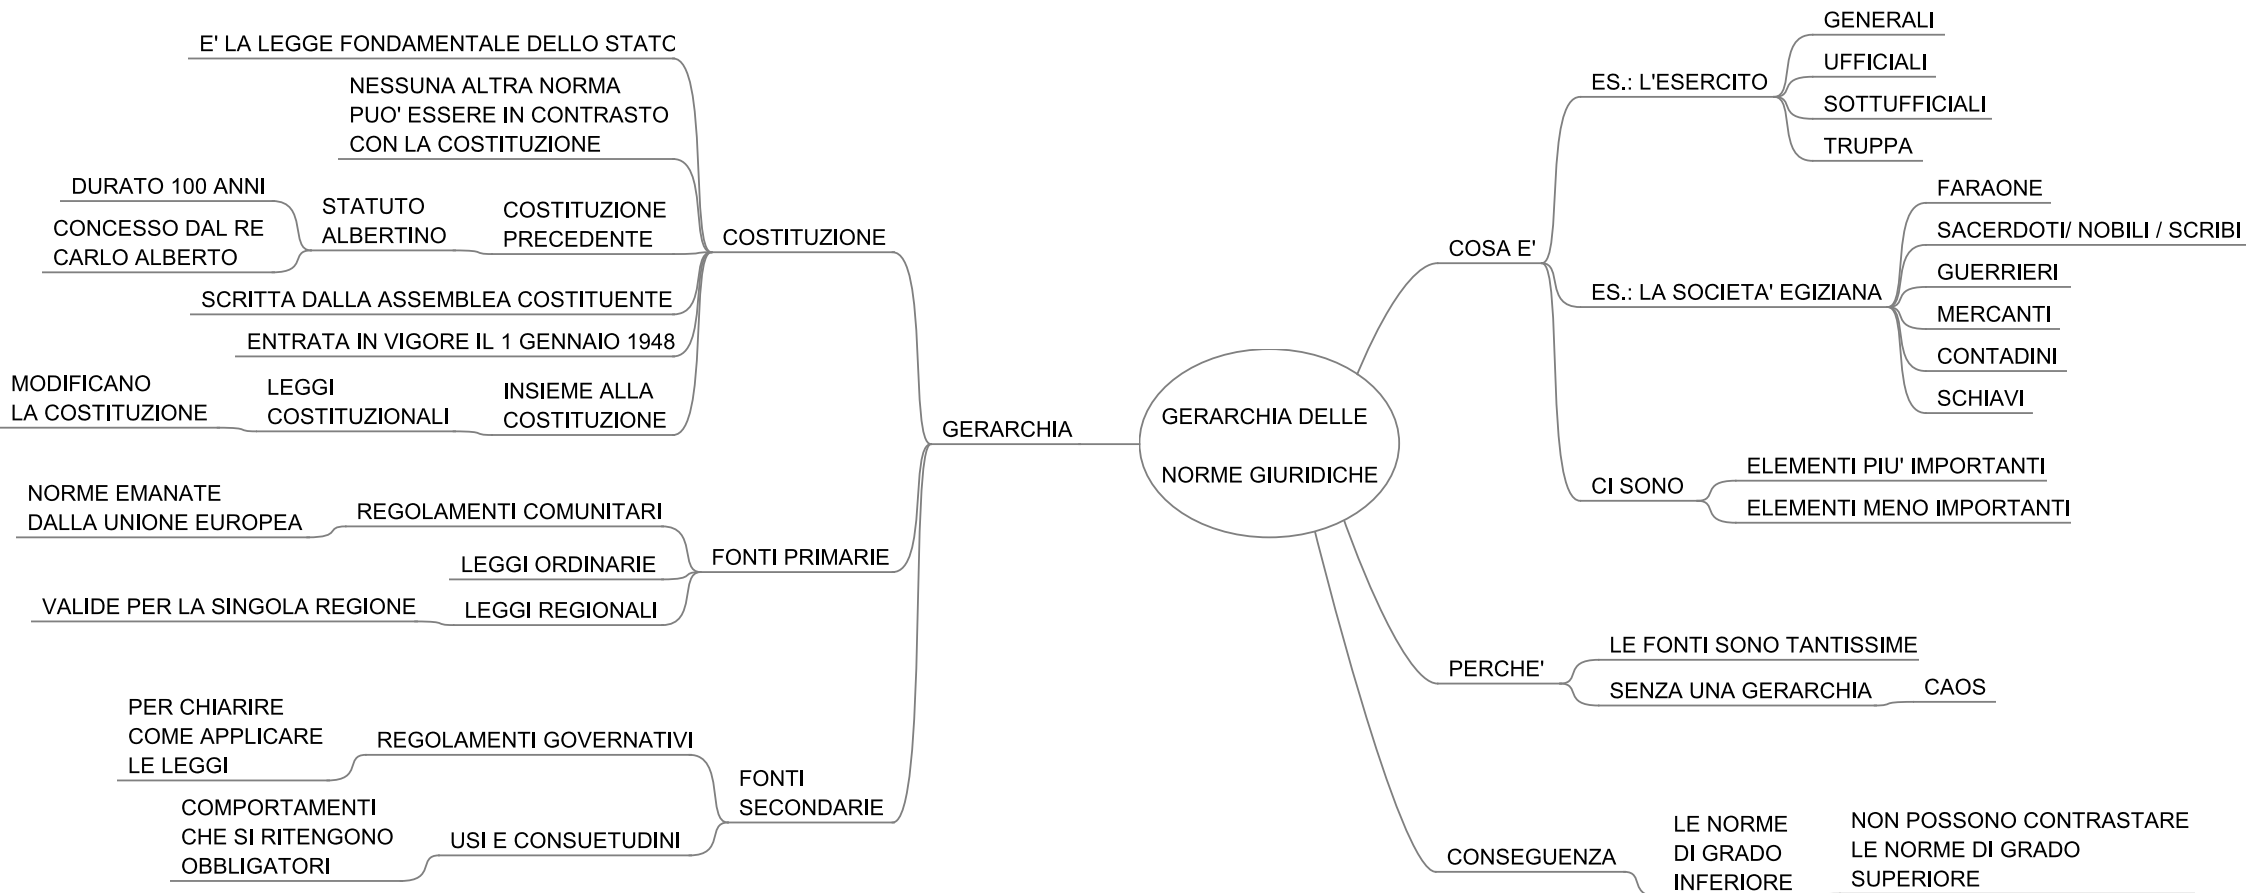 GERARCHIA DELLE
NORME GIURIDICHE
COSA E'
ES.: L'ESERCITO
GENERALI
UFFICIALI
SOTTUFFICIALI
TRUPPA
ES.: LA SOCIETA' EGIZIANA
FARAONE
SACERDOTI/ NOBILI / SCRIBI
GUERRIERI
MERCANTI
CONTADINI
SCHIAVI
CI SONO
ELEMENTI PIU' IMPORTANTI
ELEMENTI MENO IMPORTANTI
PERCHE'
LE FONTI SONO TANTISSIME
SENZA UNA GERARCHIA
CAOS
CONSEGUENZA
LE NORME
DI GRADO
INFERIORE
NON POSSONO CONTRASTARE
LE NORME DI GRADO
SUPERIORE
GERARCHIA
COSTITUZIONE
E' LA LEGGE FONDAMENTALE DELLO STATO
NESSUNA ALTRA NORMA
PUO' ESSERE IN CONTRASTO
CON LA COSTITUZIONE
COSTITUZIONE
PRECEDENTE
STATUTO
ALBERTINO
DURATO 100 ANNI
CONCESSO DAL RE
CARLO ALBERTO
SCRITTA DALLA ASSEMBLEA COSTITUENTE
ENTRATA IN VIGORE IL 1 GENNAIO 1948
INSIEME ALLA
COSTITUZIONE
LEGGI
COSTITUZIONALI
MODIFICANO
LA COSTITUZIONE
FONTI PRIMARIE
REGOLAMENTI COMUNITARI
NORME EMANATE
DALLA UNIONE EUROPEA
LEGGI ORDINARIE
LEGGI REGIONALI
VALIDE PER LA SINGOLA REGIONE
FONTI
SECONDARIE
REGOLAMENTI GOVERNATIVI
PER CHIARIRE
COME APPLICARE
LE LEGGI
USI E CONSUETUDINI
COMPORTAMENTI
CHE SI RITENGONO
OBBLIGATORI